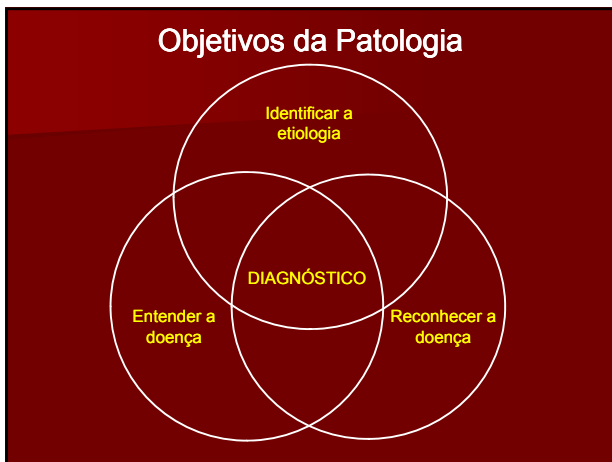 Objetivos da Patologia
Identificar a
etiologia
DIAGNÓSTICO
Entender a
doença
Reconhecer a
doença